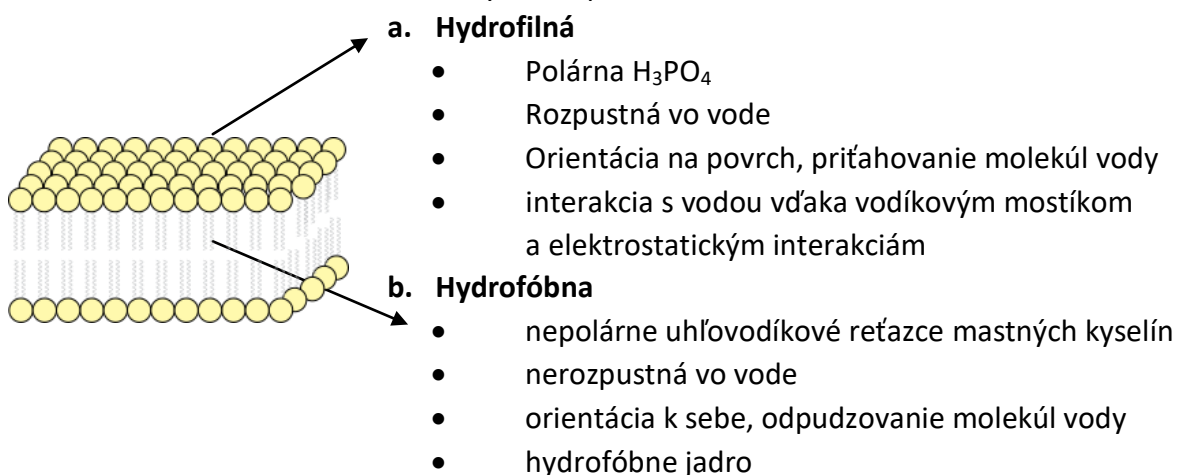 a. Hydrofilná
• Polárna H₃PO₄
• Rozpustná vo vode
• Orientácia na povrch, priťahovanie molekúl vody
• interakcia s vodou vďaka vodíkovým mostíkom
a elektrostatickým interakciám
b. Hydrofóbna
• nepolárne uhľovodíkové reťazce mastných kyselín
• nerozpustná vo vode
• orientácia k sebe, odpudzovanie molekúl vody
• hydrofóbne jadro